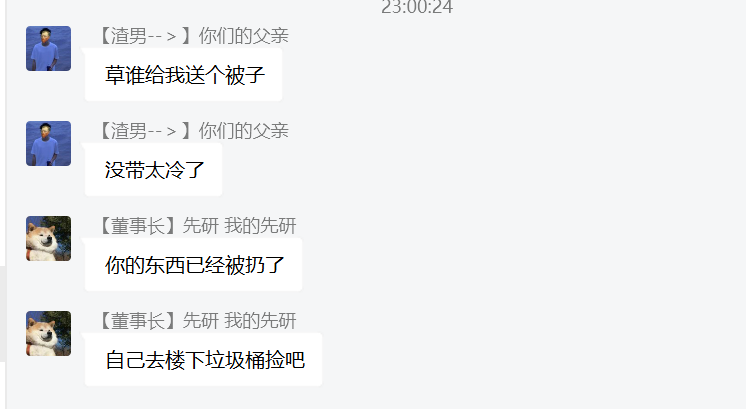 23:00:24
【渣男-->】你们的父亲
草谁给我送个被子
【渣男-->】你们的父亲
没带太冷了
【董事长】先研 我的先研
你的东西已经被扔了
【董事长】先研 我的先研
自己去楼下垃圾桶捡吧